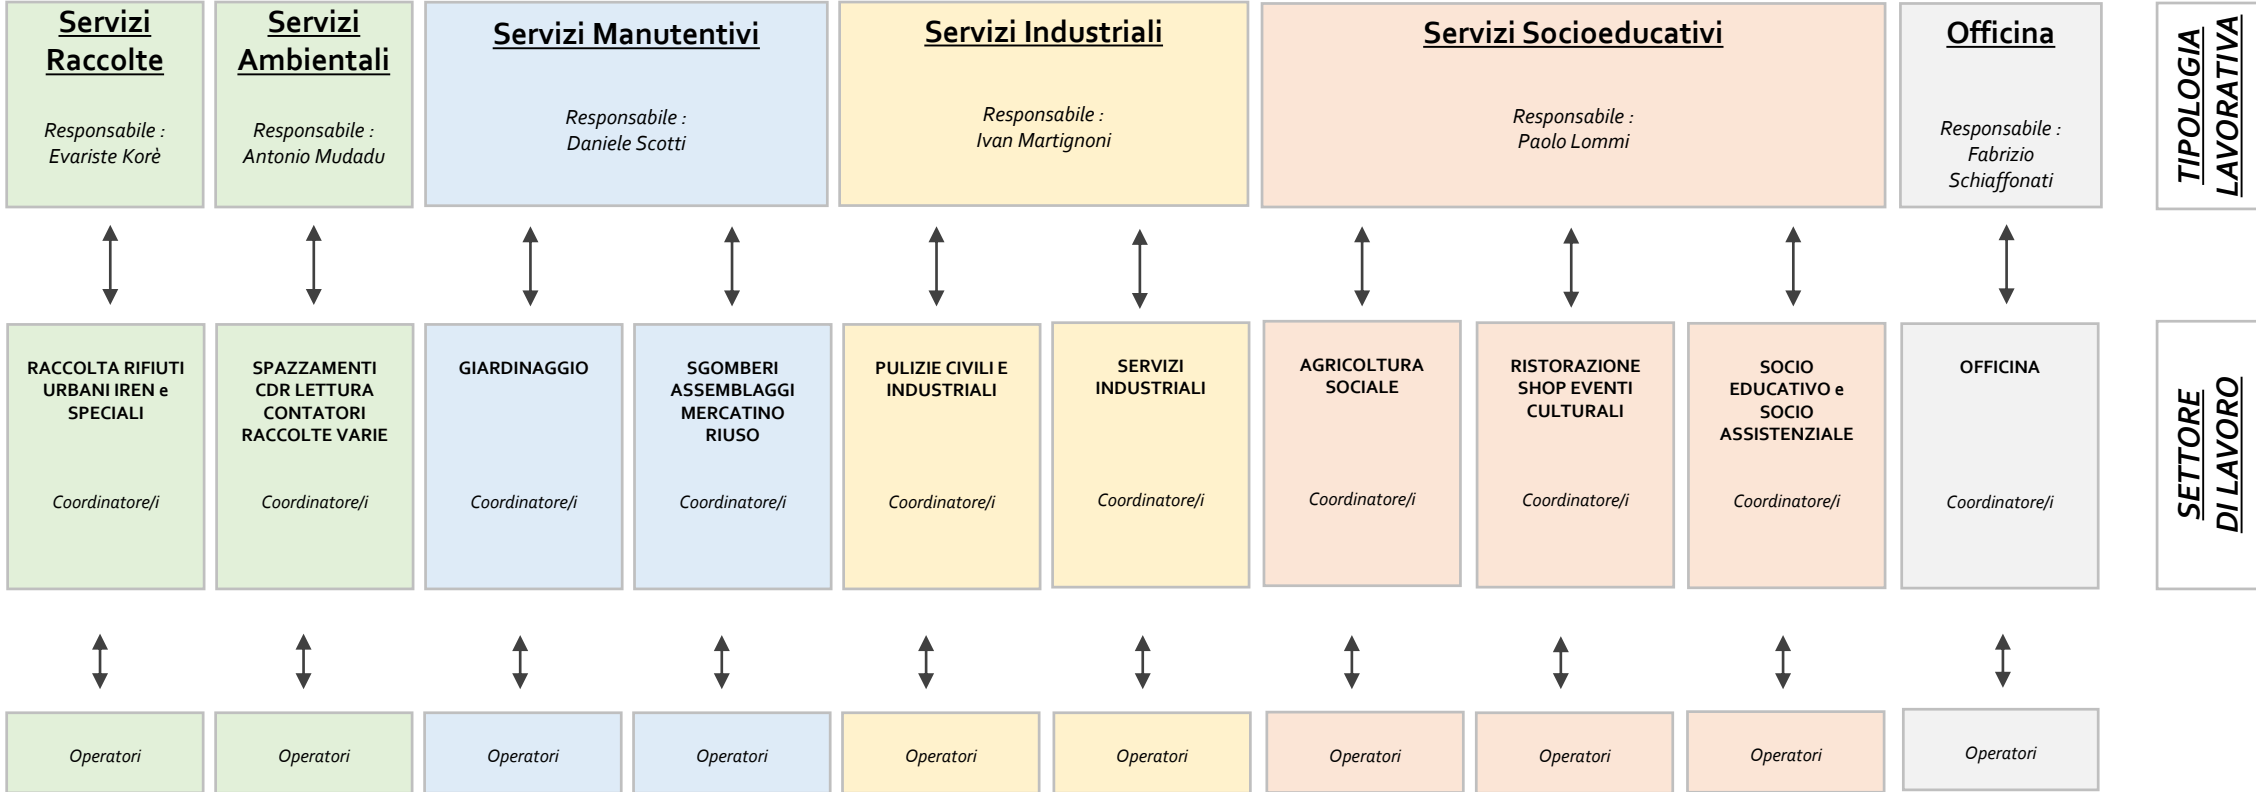 Servizi
Raccolte
Responsabile :
Evariste Korè
Servizi
Ambientali
Responsabile :
Antonio Mudadu
Servizi Manutentivi
Responsabile :
Daniele Scotti
Servizi Industriali
Responsabile :
Ivan Martignoni
Servizi Socioeducativi
Responsabile :
Paolo Lommi
Officina
Responsabile :
Fabrizio
Schiaffonati
TIPOLOGIA
LAVORATIVA
RACCOLTA RIFIUTI
URBANI IREN e
SPECIALI
Coordinatore/i
SPAZZAMENTI
CDR LETTURA
CONTATORI
RACCOLTE VARIE
Coordinatore/i
GIARDINAGGIO
Coordinatore/i
SGOMBERI
ASSEMBLAGGI
MERCATINO
RIUSO
Coordinatore/i
PULIZIE CIVILI E
INDUSTRIALI
Coordinatore/i
SERVIZI
INDUSTRIALI
Coordinatore/i
AGRICOLTURA
SOCIALE
Coordinatore/i
RISTORAZIONE
SHOP EVENTI
CULTURALI
Coordinatore/i
SOCIO
EDUCATIVO e
SOCIO
ASSISTENZIALE
Coordinatore/i
OFFICINA
Coordinatore/i
SETTORE
DI LAVORO
Operatori
Operatori
Operatori
Operatori
Operatori
Operatori
Operatori
Operatori
Operatori
Operatori